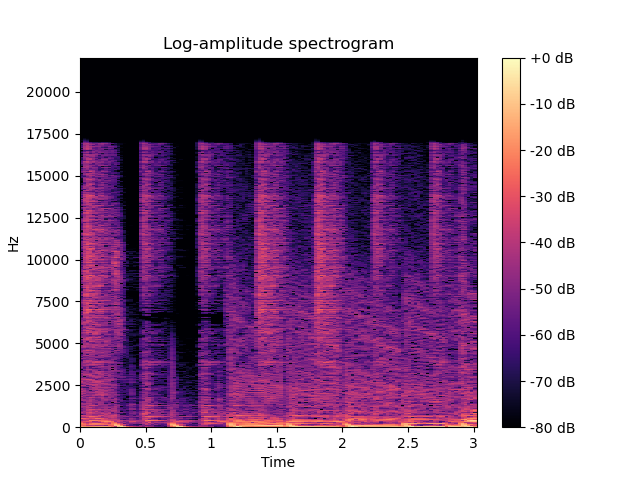 Log-amplitude spectrogram
Hz
20000
17500
15000
12500
10000
7500
5000
2500
0
0 0.5 1 1.5 2 2.5 3
Time
+0 dB
-10 dB
-20 dB
-30 dB
-40 dB
-50 dB
-60 dB
-70 dB
-80 dB